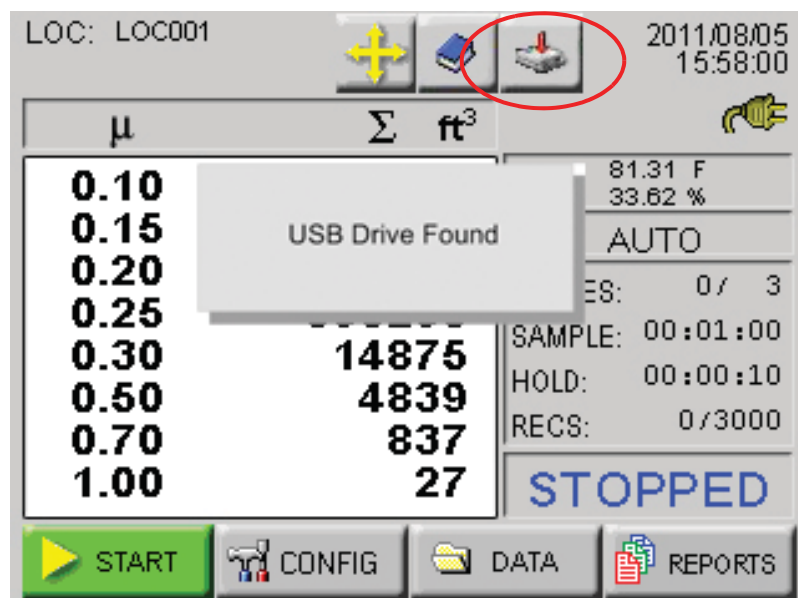 LOC: LOC001
2011/08/05
15:58:00
µ Σ ft³
0.10
0.15
0.20
0.25
0.30 14875
0.50 4839
0.70 837
1.00 27
USB Drive Found
81.31 F
33.62 %
AUTO
ES: 0/ 3
SAMPLE: 00:01:00
HOLD: 00:00:10
RECS: 0/3000
STOPPED
START CONFIG DATA REPORTS